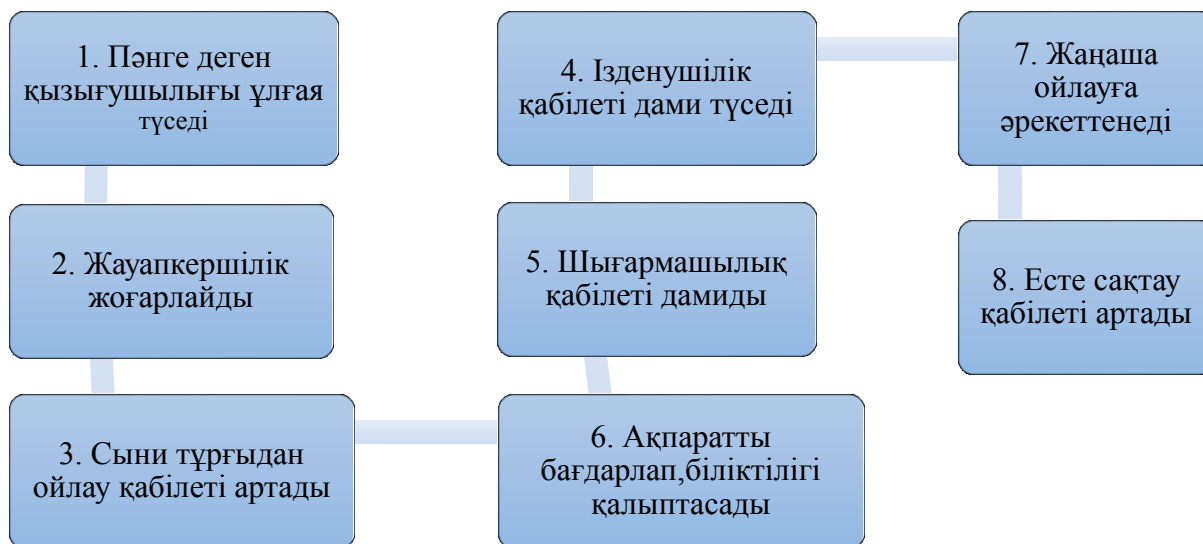 1. Пәнге деген
қызығушылығы ұлғая
түседі
2. Жауапкершілік
жоғарлайды
3. Сыни тұрғыдан
ойлау қабілеті артады
4. Ізденушілік
қабілеті дами түседі
5. Шығармашылық
қабілеті дамиды
6. Ақпаратты
бағдарлап,біліктілігі
қалыптасады
7. Жаңаша
ойлауға
әрекеттенеді
8. Есте сақтау
қабілеті артады